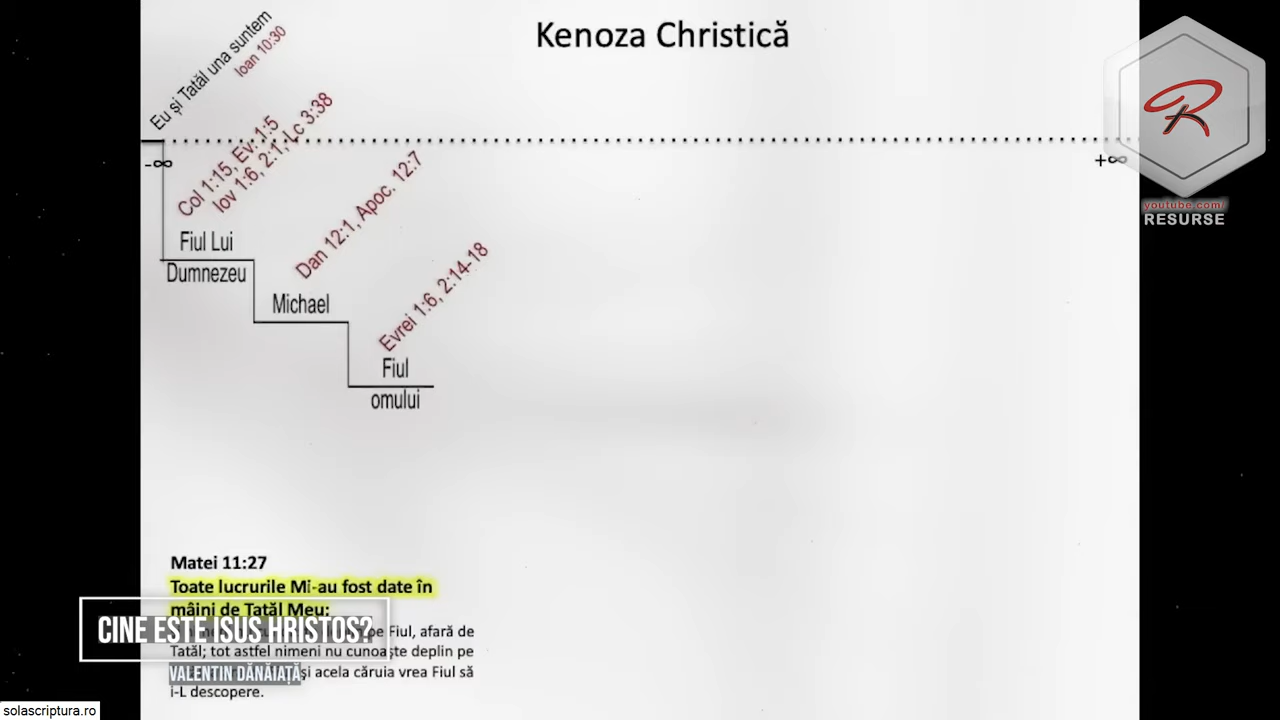 Kenoza Christică
Eu și Tatăl una suntem
Ioan 10:30
-∞
+∞
Col 1:15, Ev. 1:5
Iov 1:6, 2:1, Lc 3:38
Fiul Lui
Dumnezeu
Dan 12:1, Apoc. 12:7
Michael
Evrei 1:6, 2:14-18
Fiul
omului
R
youtube.com/
RESURSE
Matei 11:27
Toate lucrurile Mi-au fost date în
mâini de Tatăl Meu:
pe Fiul, afară de
Tatăl; tot astfel nimeni nu cunoaște deplin pe
și acela căruia vrea Fiul să
i-L descopere.
CINE ESTE ISUS HRISTOS?
VALENTIN DĂNĂIAȚĂ
solascriptura.ro